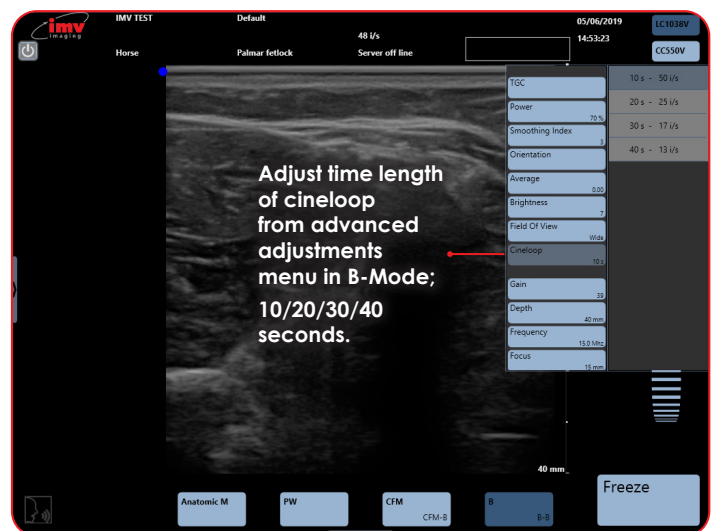 imv
imaging
IMV TEST
Default
48 i/s
05/06/2019
14:53:23
LC1038V
Horse
Palmar fetlock
Server off line
CC550V
TGC
Power
70 %
Smoothing Index
3
Orientation
Average
0.00
Brightness
7
Field Of View
Wide
Cineloop
10 s
Gain
39
Depth
40 mm
Frequency
15.0 Mhz
Focus
15 mm
10 s - 50 i/s
20 s - 25 i/s
30 s - 17 i/s
40 s - 13 i/s
Adjust time length
of cineloop
from advanced
adjustments
menu in B-Mode;
10/20/30/40
seconds.
40 mm
Anatomic M
PW
CFM
CFM-B
B
B-B
Freeze